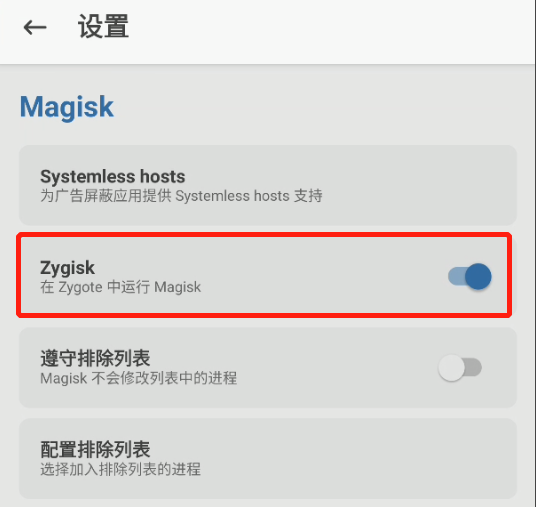 设置
Magisk
Systemless hosts
为广告屏蔽应用提供 Systemless hosts 支持
Zygisk
在 Zygote 中运行 Magisk
遵守排除列表
Magisk 不会修改列表中的进程
配置排除列表
选择加入排除列表的进程